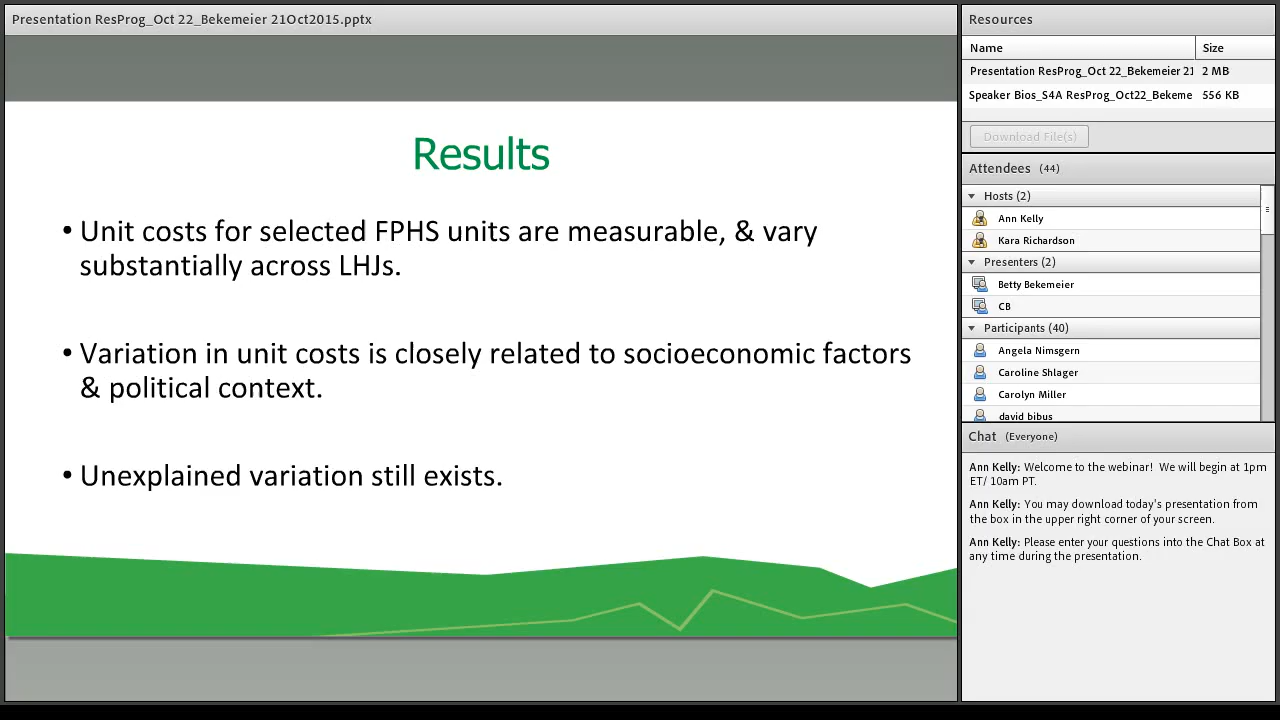 Presentation ResProg_Oct 22_Bekemeier 21Oct2015.pptx
Results
• Unit costs for selected FPHS units are measurable, & vary
substantially across LHJs.
• Variation in unit costs is closely related to socioeconomic factors
& political context.
• Unexplained variation still exists.
Resources
Name Size
Presentation ResProg_Oct 22_Bekemeier 21 2 MB
Speaker Bios_S4A ResProg_Oct22_Bekeme 556 KB
Download File(s)
Attendees (44)
Hosts (2)
Ann Kelly
Kara Richardson
Presenters (2)
Betty Bekemeier
CB
Participants (40)
Angela Nimsgern
Caroline Shlager
Carolyn Miller
david bibus
Chat (Everyone)
Ann Kelly: Welcome to the webinar! We will begin at 1pm
ET/ 10am PT.
Ann Kelly: You may download today's presentation from
the box in the upper right corner of your screen.
Ann Kelly: Please enter your questions into the Chat Box at
any time during the presentation.